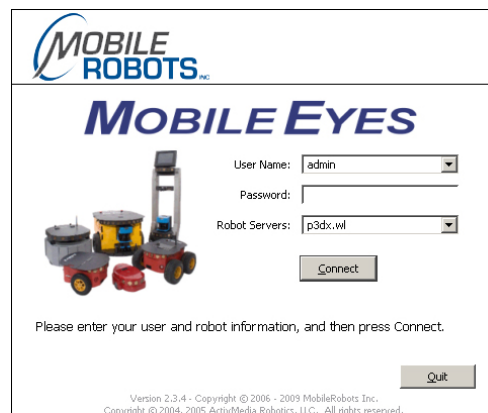 MOBILE
ROBOTS INC
MOBILE EYES
User Name: admin
Password:
Robot Servers: p3dx.wl
Connect
Please enter your user and robot information, and then press Connect.
Quit
Version 2.3.4 - Copyright © 2006 - 2009 MobileRobots Inc.
Copyright © 2004, 2005 ActivMedia Robotics, LLC. All rights reserved.